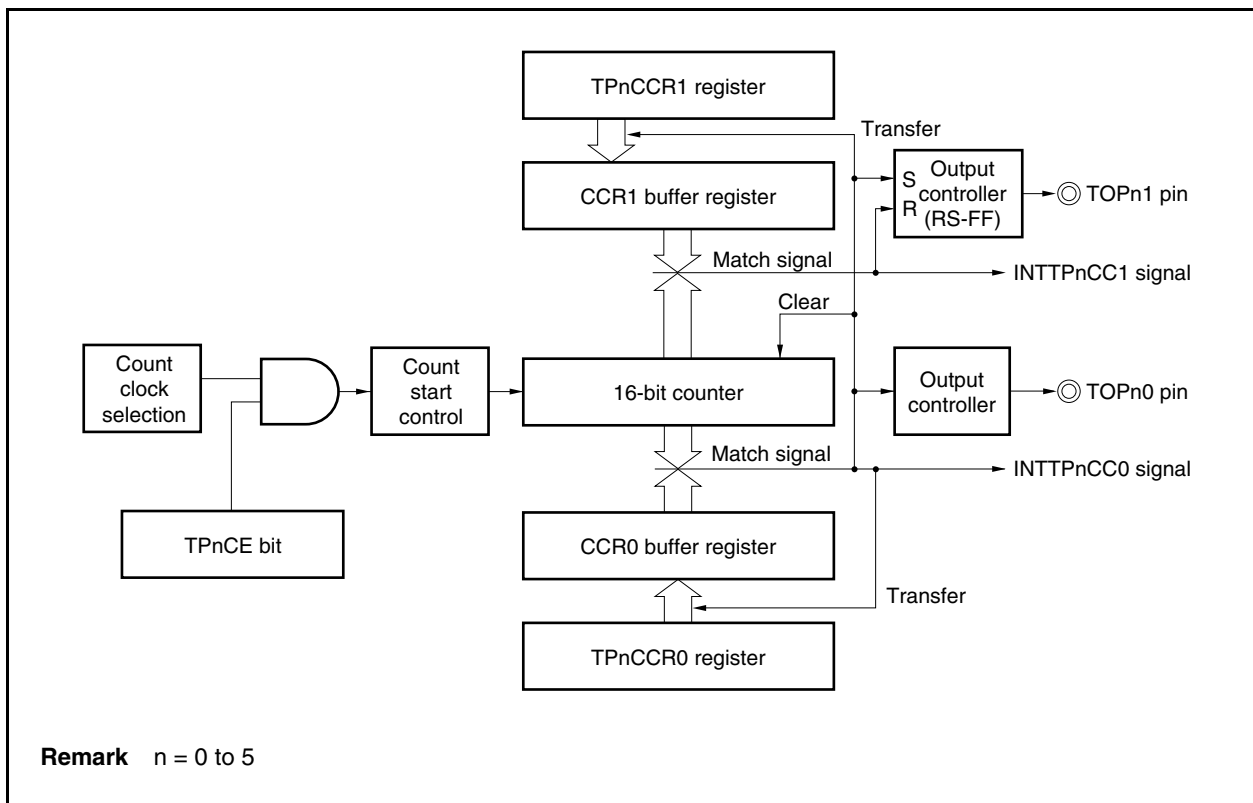 TPnCCR1 register
Transfer
CCR1 buffer register
S
R
Output
controller
(RS-FF)
TOPn1 pin
Match signal
INTTPnCC1 signal
Clear
Count
clock
selection
Count
start
control
16-bit counter
Output
controller
TOPn0 pin
Match signal
INTTPnCC0 signal
TPnCE bit
CCR0 buffer register
Transfer
TPnCCR0 register
Remark n = 0 to 5